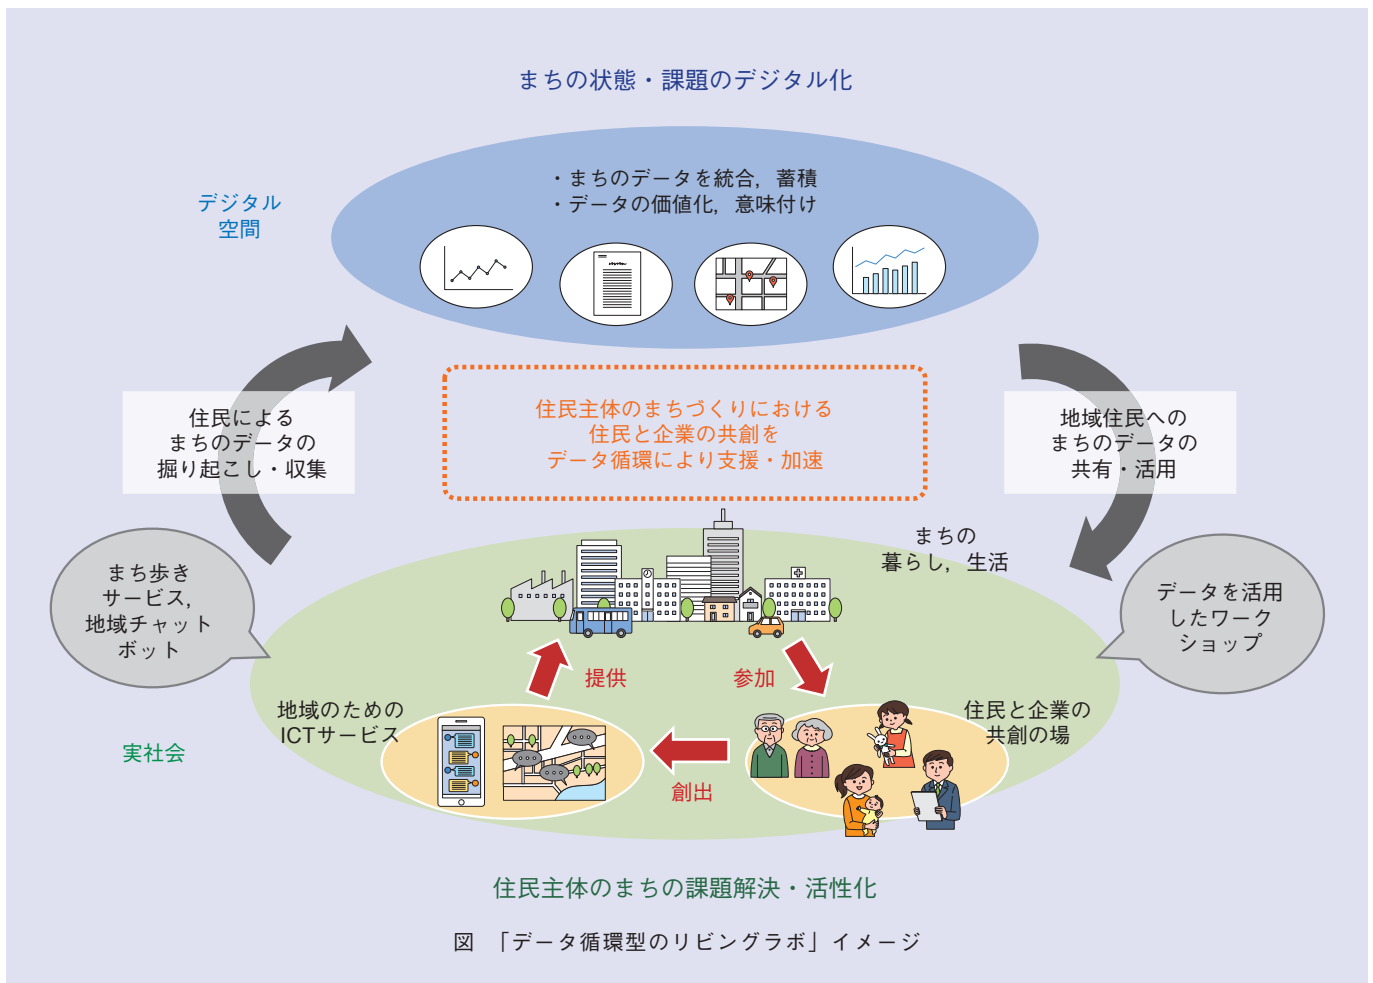 まちの状態・課題のデジタル化
デジタル
空間
・まちのデータを統合，蓄積
・データの価値化，意味付け
住民による
まちのデータの
掘り起こし・収集
住民主体のまちづくりにおける
住民と企業の共創を
データ循環により支援・加速
地域住民への
まちのデータの
共有・活用
まち歩き
サービス，
地域チャット
ボット
まちの
暮らし，生活
データを活用
したワーク
ショップ
提供
参加
地域のための
ICTサービス
住民と企業の
共創の場
実社会
創出
住民主体のまちの課題解決・活性化
図　「データ循環型のリビングラボ」イメージ